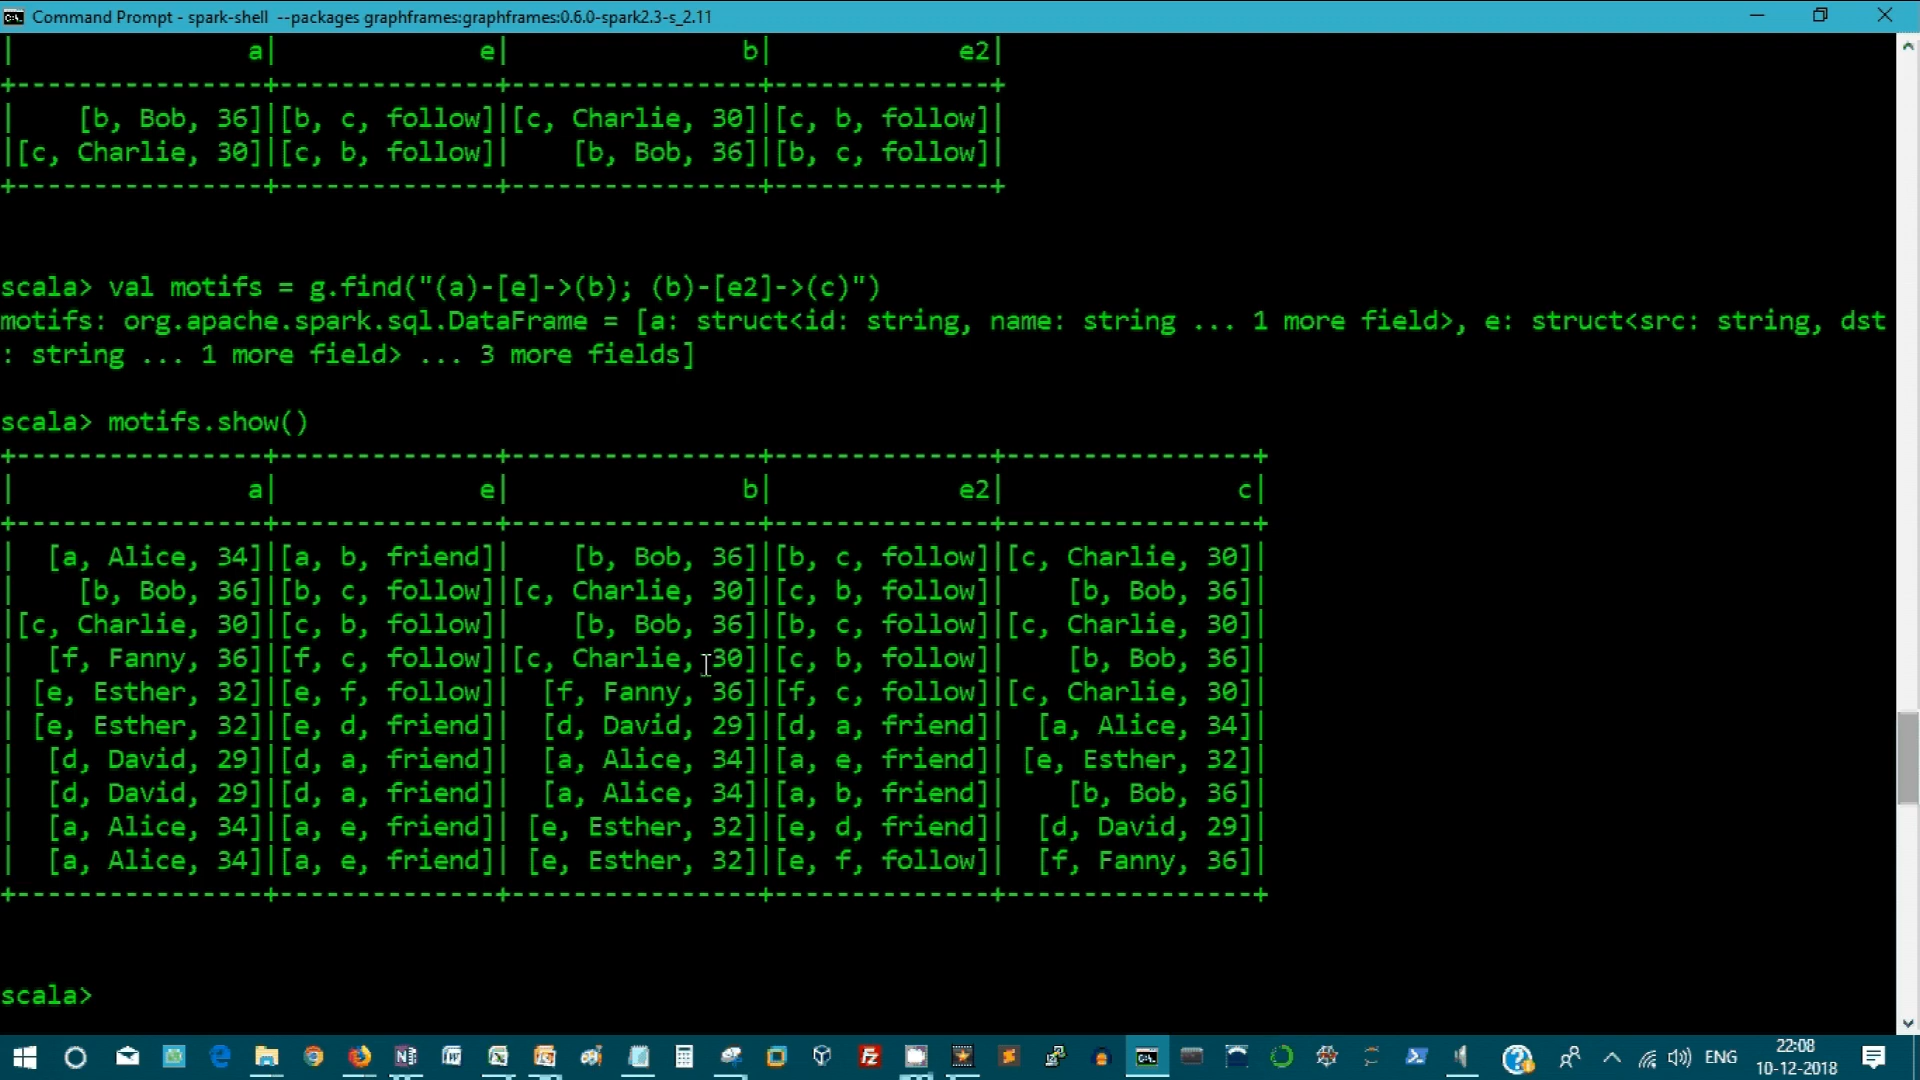 Command Prompt - spark-shell --packages graphframes:graphframes:0.6.0-spark2.3-s_2.11
|                a|              e|               b|             e2|
+----------------+--------------+----------------+--------------+
|    [b, Bob, 36]|[b, c, follow]|[c, Charlie, 30]|[c, b, follow]|
|[c, Charlie, 30]|[c, b, follow]|    [b, Bob, 36]|[b, c, follow]|
+----------------+--------------+----------------+--------------+
scala> val motifs = g.find("(a)-[e]->(b); (b)-[e2]->(c)")
motifs: org.apache.spark.sql.DataFrame = [a: struct<id: string, name: string ... 1 more field>, e: struct<src: string, dst
: string ... 1 more field> ... 3 more fields]
scala> motifs.show()
+----------------+--------------+----------------+--------------+----------------+
|               a|             e|               b|            e2|               c|
+----------------+--------------+----------------+--------------+----------------+
|  [a, Alice, 34]|[a, b, friend]|    [b, Bob, 36]|[b, c, follow]|[c, Charlie, 30]|
|    [b, Bob, 36]|[b, c, follow]|[c, Charlie, 30]|[c, b, follow]|    [b, Bob, 36]|
|[c, Charlie, 30]|[c, b, follow]|    [b, Bob, 36]|[b, c, follow]|[c, Charlie, 30]|
|  [f, Fanny, 36]|[f, c, follow]|[c, Charlie, 30]|[c, b, follow]|    [b, Bob, 36]|
| [e, Esther, 32]|[e, f, follow]|  [f, Fanny, 36]|[f, c, follow]|[c, Charlie, 30]|
| [e, Esther, 32]|[e, d, friend]|  [d, David, 29]|[d, a, friend]|  [a, Alice, 34]|
|  [d, David, 29]|[d, a, friend]|  [a, Alice, 34]|[a, e, friend]| [e, Esther, 32]|
|  [d, David, 29]|[d, a, friend]|  [a, Alice, 34]|[a, b, friend]|    [b, Bob, 36]|
|  [a, Alice, 34]|[a, e, friend]| [e, Esther, 32]|[e, d, friend]|  [d, David, 29]|
|  [a, Alice, 34]|[a, e, friend]| [e, Esther, 32]|[e, f, follow]|  [f, Fanny, 36]|
+----------------+--------------+----------------+--------------+----------------+
scala>
ENG
22:08
10-12-2018